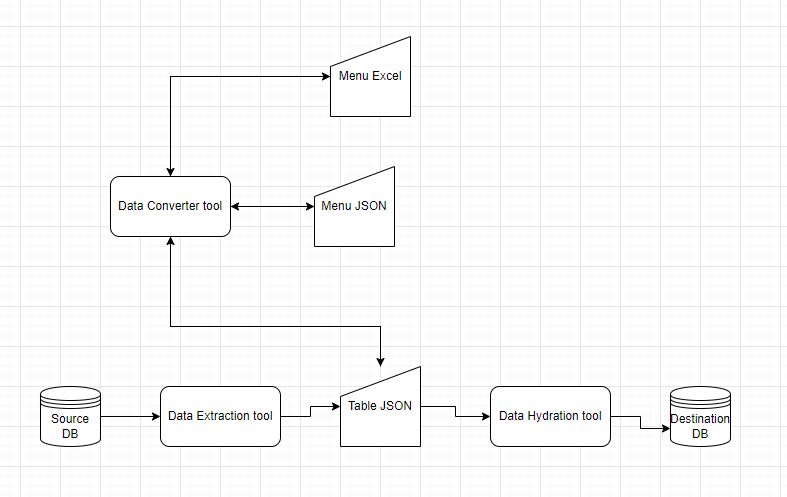 Menu Excel
Data Converter tool
Menu JSON
Source
DB
Data Extraction tool
Table JSON
Data Hydration tool
Destination
DB